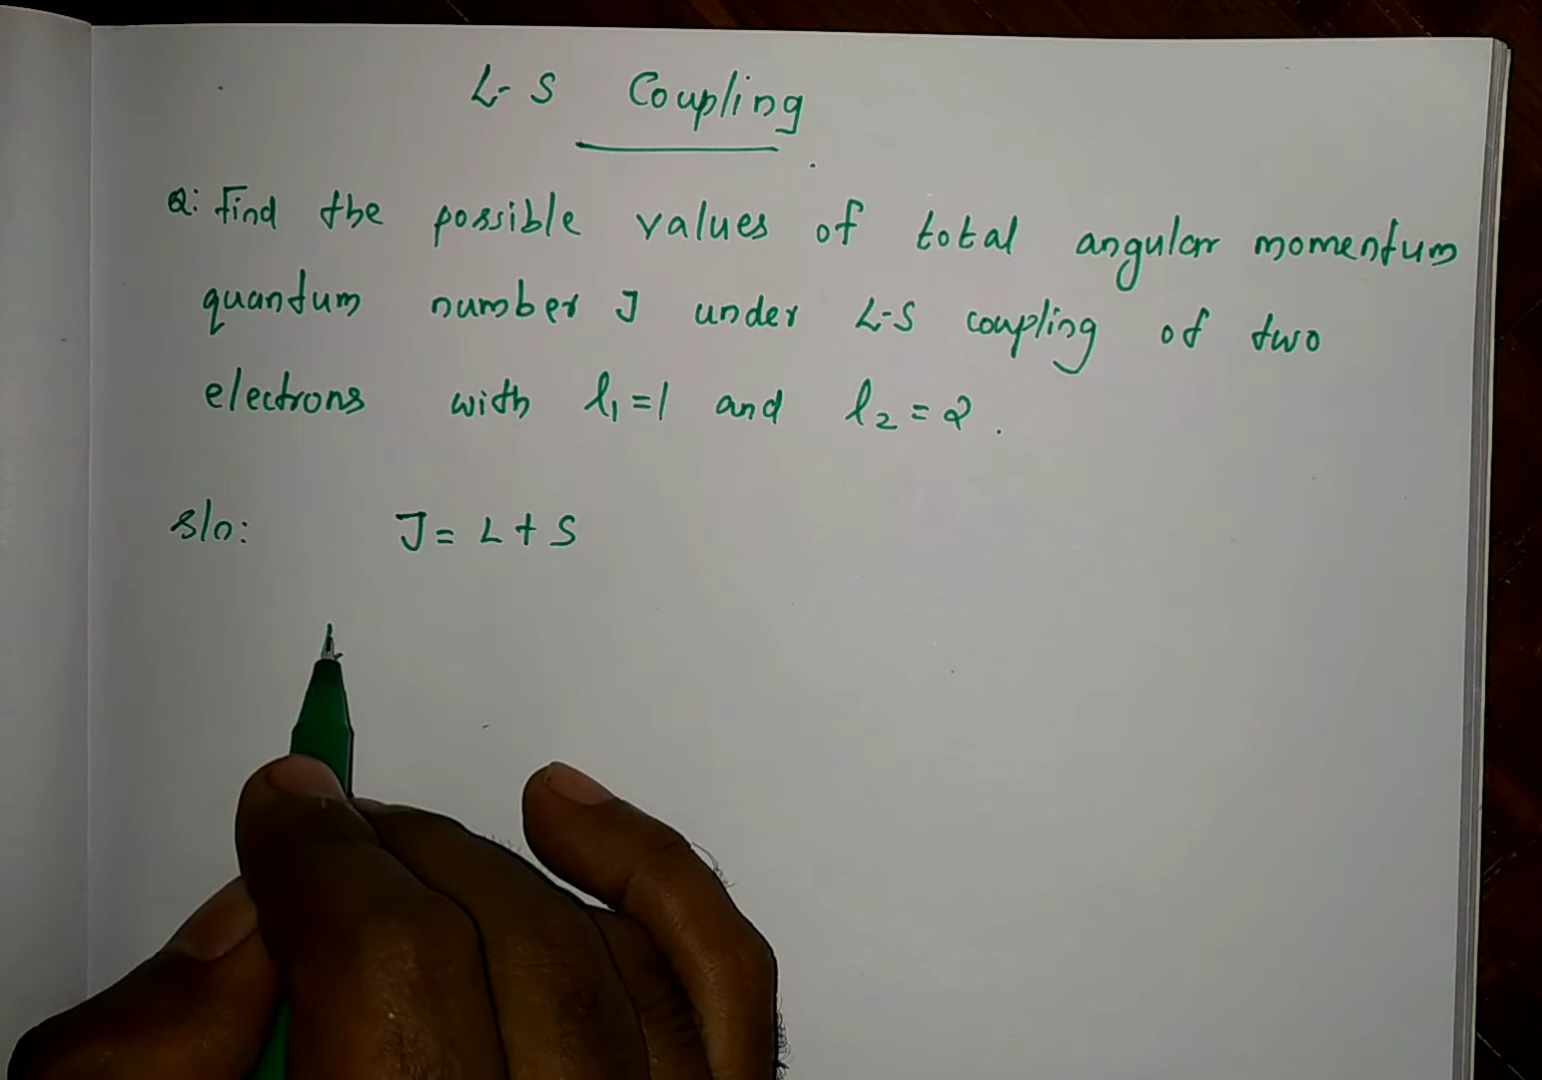 L-S Coupling
Q: Find the possible values of total angular momentum
quantum number J under L-S coupling of two
electrons with l₁=1 and l₂=2.
sln: J= L+S